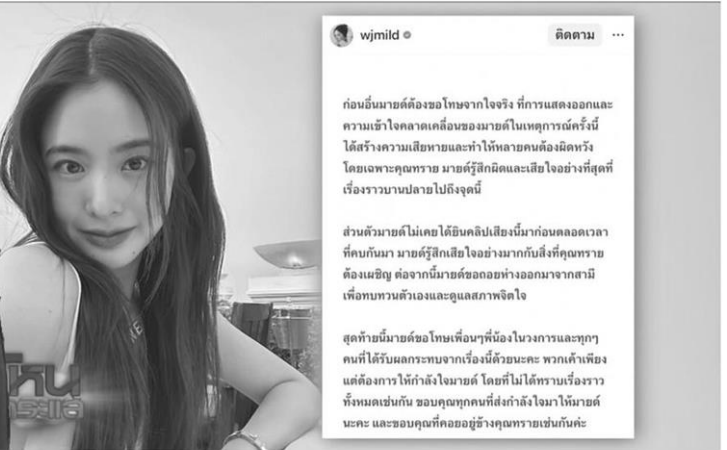 wjmild
ติดตาม
ก่อนอื่นมายด์ต้องขอโทษจากใจจริง ที่การแสดงออกและ
ความเข้าใจคลาดเคลื่อนของมายด์ในเหตุการณ์ครั้งนี้
ได้สร้างความเสียหายและทำให้หลายคนต้องผิดหวัง
โดยเฉพาะคุณทราย มายด์รู้สึกผิดและเสียใจอย่างที่สุดที่
เรื่องราวบานปลายไปถึงจุดนี้
ส่วนตัวมายด์ไม่เคยได้ยินคลิปเสียงนี้มาก่อนตลอดเวลา
ที่คบกันมา มายด์รู้สึกเสียใจอย่างมากกับสิ่งที่คุณทราย
ต้องเผชิญ ต่อจากนี้มายด์ขอถอยห่างออกมาจากสามี
เพื่อทบทวนตัวเองและดูแลสภาพจิตใจ
สุดท้ายนี้มายด์ขอโทษเพื่อนๆพี่น้องในวงการและทุกๆ
คนที่ได้รับผลกระทบจากเรื่องนี้ด้วยนะคะ พวกเค้าเพียง
แต่ต้องการให้กำลังใจมายด์ โดยที่ไม่ได้ทราบเรื่องราว
ทั้งหมดเช่นกัน ขอบคุณทุกคนที่ส่งกำลังใจมาให้มายด์
นะคะ และขอบคุณที่คอยอยู่ข้างคุณทรายเช่นกันค่ะ
โหน
กระแส